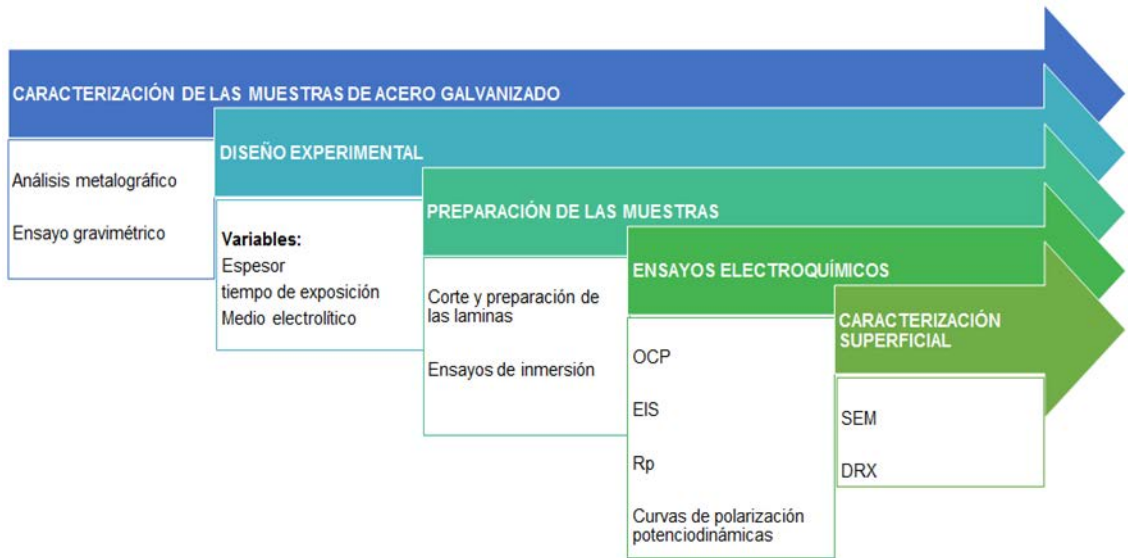 CARACTERIZACIÓN DE LAS MUESTRAS DE ACERO GALVANIZADO
Análisis metalográfico
Ensayo gravimétrico
DISEÑO EXPERIMENTAL
Variables:
Espesor
tiempo de exposición
Medio electrolítico
PREPARACIÓN DE LAS MUESTRAS
Corte y preparación de
las laminas
Ensayos de inmersión
ENSAYOS ELECTROQUÍMICOS
OCP
EIS
Rp
Curvas de polarización
potenciodinámicas
CARACTERIZACIÓN
SUPERFICIAL
SEM
DRX